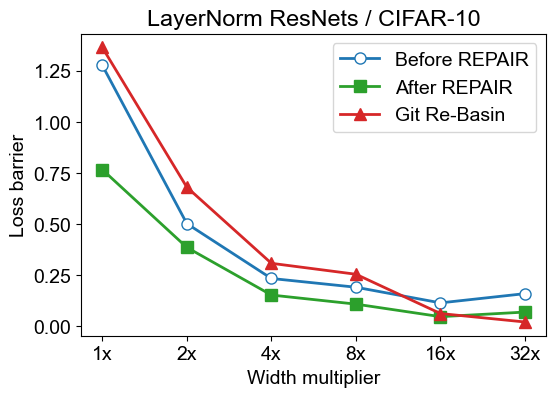 LayerNorm ResNets / CIFAR-10
Before REPAIR
After REPAIR
Git Re-Basin
Loss barrier
1.25
1.00
0.75
0.50
0.25
0.00
1x 2x 4x 8x 16x 32x
Width multiplier